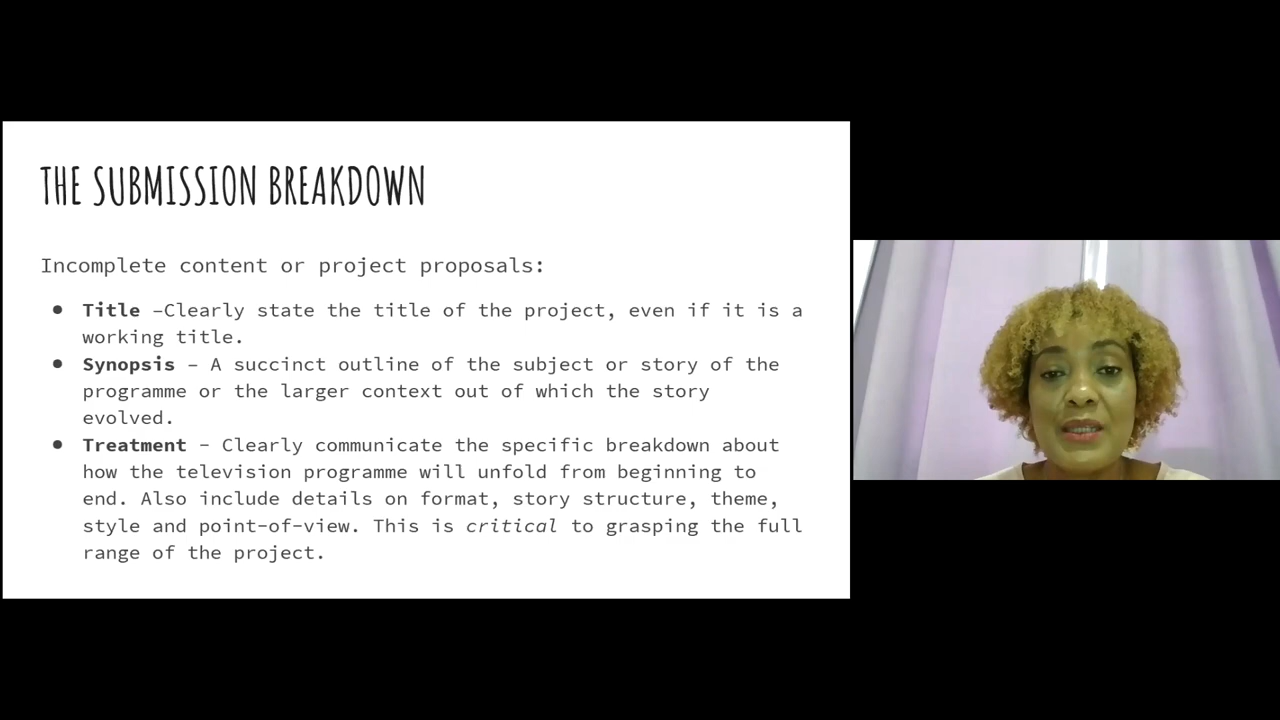 THE SUBMISSION BREAKDOWN
Incomplete content or project proposals:
● Title –Clearly state the title of the project, even if it is a
working title.
● Synopsis – A succinct outline of the subject or story of the
programme or the larger context out of which the story
evolved.
● Treatment - Clearly communicate the specific breakdown about
how the television programme will unfold from beginning to
end. Also include details on format, story structure, theme,
style and point-of-view. This is critical to grasping the full
range of the project.